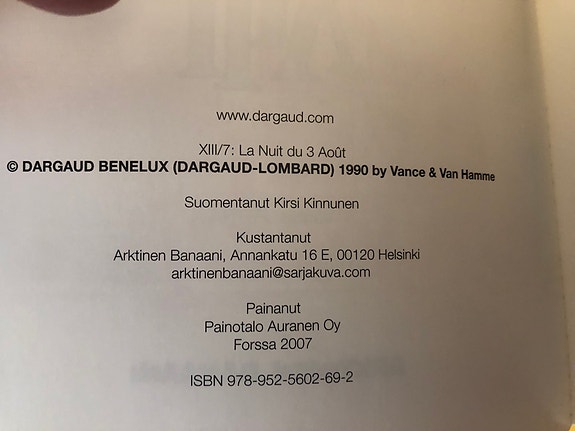 www.dargaud.com
XIII/7: La Nuit du 3 Août
© DARGAUD BENELUX (DARGAUD-LOMBARD) 1990 by Vance & Van Hamme
Suomentanut Kirsi Kinnunen
Kustantanut
Arktinen Banaani, Annankatu 16 E, 00120 Helsinki
arktinenbanaani@sarjakuva.com
Painanut
Painotalo Auranen Oy
Forssa 2007
ISBN 978-952-5602-69-2